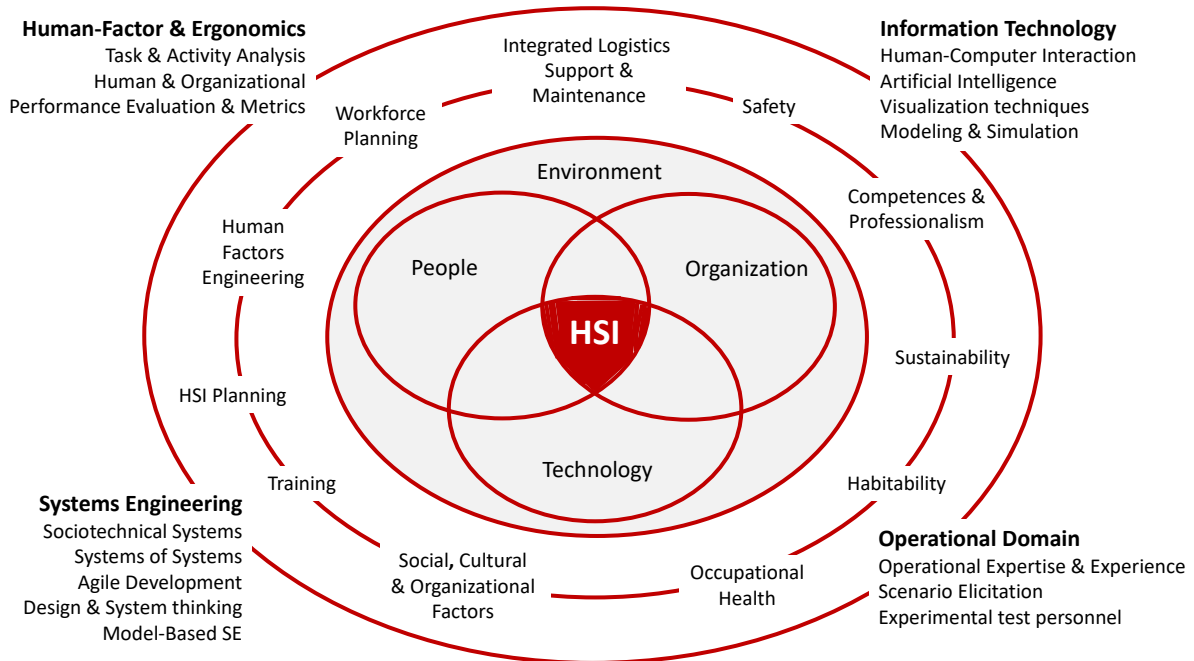 Human-Factor & Ergonomics
Task & Activity Analysis
Human & Organizational
Performance Evaluation & Metrics
Information Technology
Human-Computer Interaction
Artificial Intelligence
Visualization techniques
Modeling & Simulation
Integrated Logistics
Support &
Maintenance
Workforce
Planning
Safety
Competences &
Professionalism
Human
Factors
Engineering
Environment
People
Organization
HSI
Technology
Sustainability
HSI Planning
Training
Habitability
Social, Cultural
& Organizational
Factors
Occupational
Health
Systems Engineering
Sociotechnical Systems
Systems of Systems
Agile Development
Design & System thinking
Model-Based SE
Operational Domain
Operational Expertise & Experience
Scenario Elicitation
Experimental test personnel